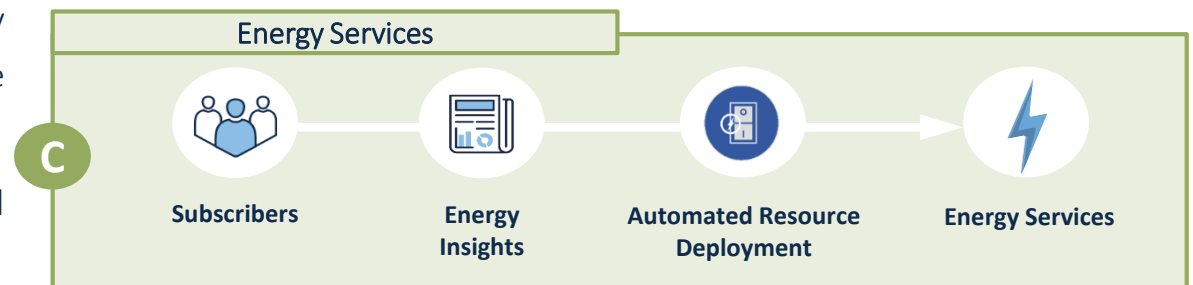 y
Energy Services
e
C
l
Subscribers
Energy
Insights
Automated Resource
Deployment
Energy Services